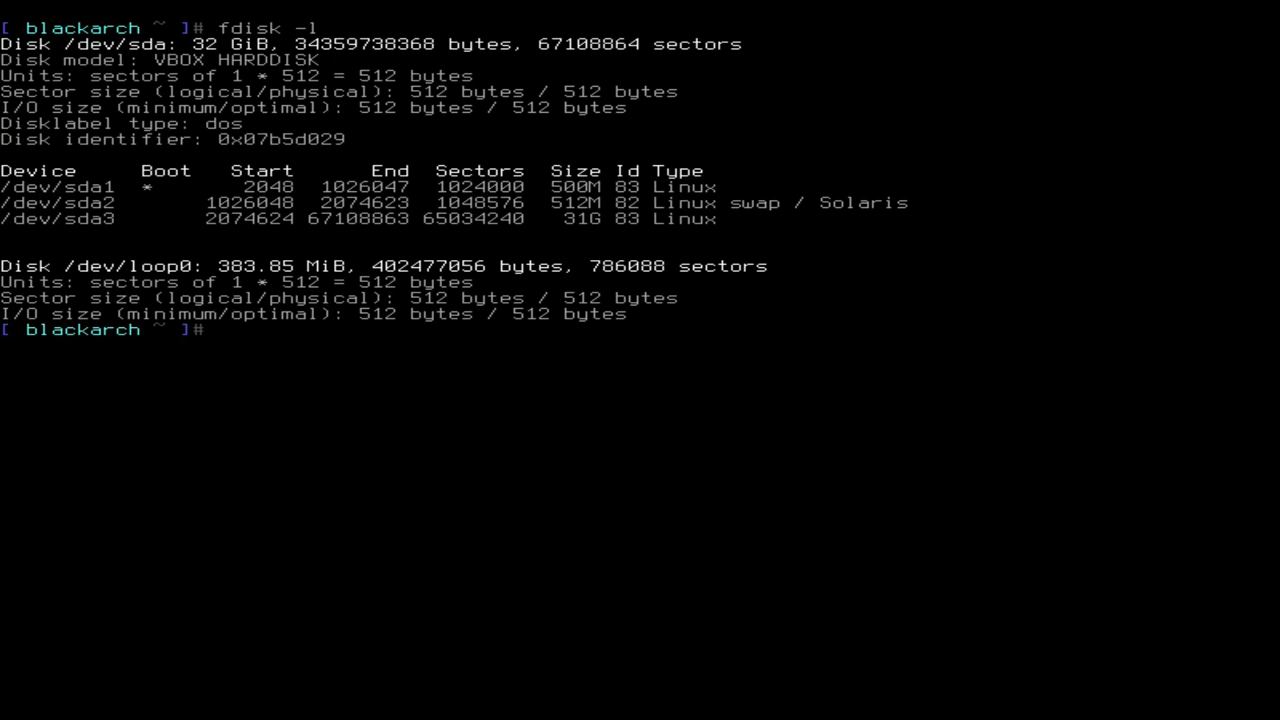 [ blackarch ~ ]# fdisk -l
Disk /dev/sda: 32 GiB, 34359738368 bytes, 67108864 sectors
Disk model: VBOX HARDDISK
Units: sectors of 1 * 512 = 512 bytes
Sector size (logical/physical): 512 bytes / 512 bytes
I/O size (minimum/optimal): 512 bytes / 512 bytes
Disklabel type: dos
Disk identifier: 0x07b5d029
Device     Boot   Start      End  Sectors  Size Id Type
/dev/sda1  *       2048  1026047  1024000  500M 83 Linux
/dev/sda2       1026048  2074623  1048576  512M 82 Linux swap / Solaris
/dev/sda3       2074624 67108863 65034240   31G 83 Linux
Disk /dev/loop0: 383.85 MiB, 402477056 bytes, 786088 sectors
Units: sectors of 1 * 512 = 512 bytes
Sector size (logical/physical): 512 bytes / 512 bytes
I/O size (minimum/optimal): 512 bytes / 512 bytes
[ blackarch ~ ]#